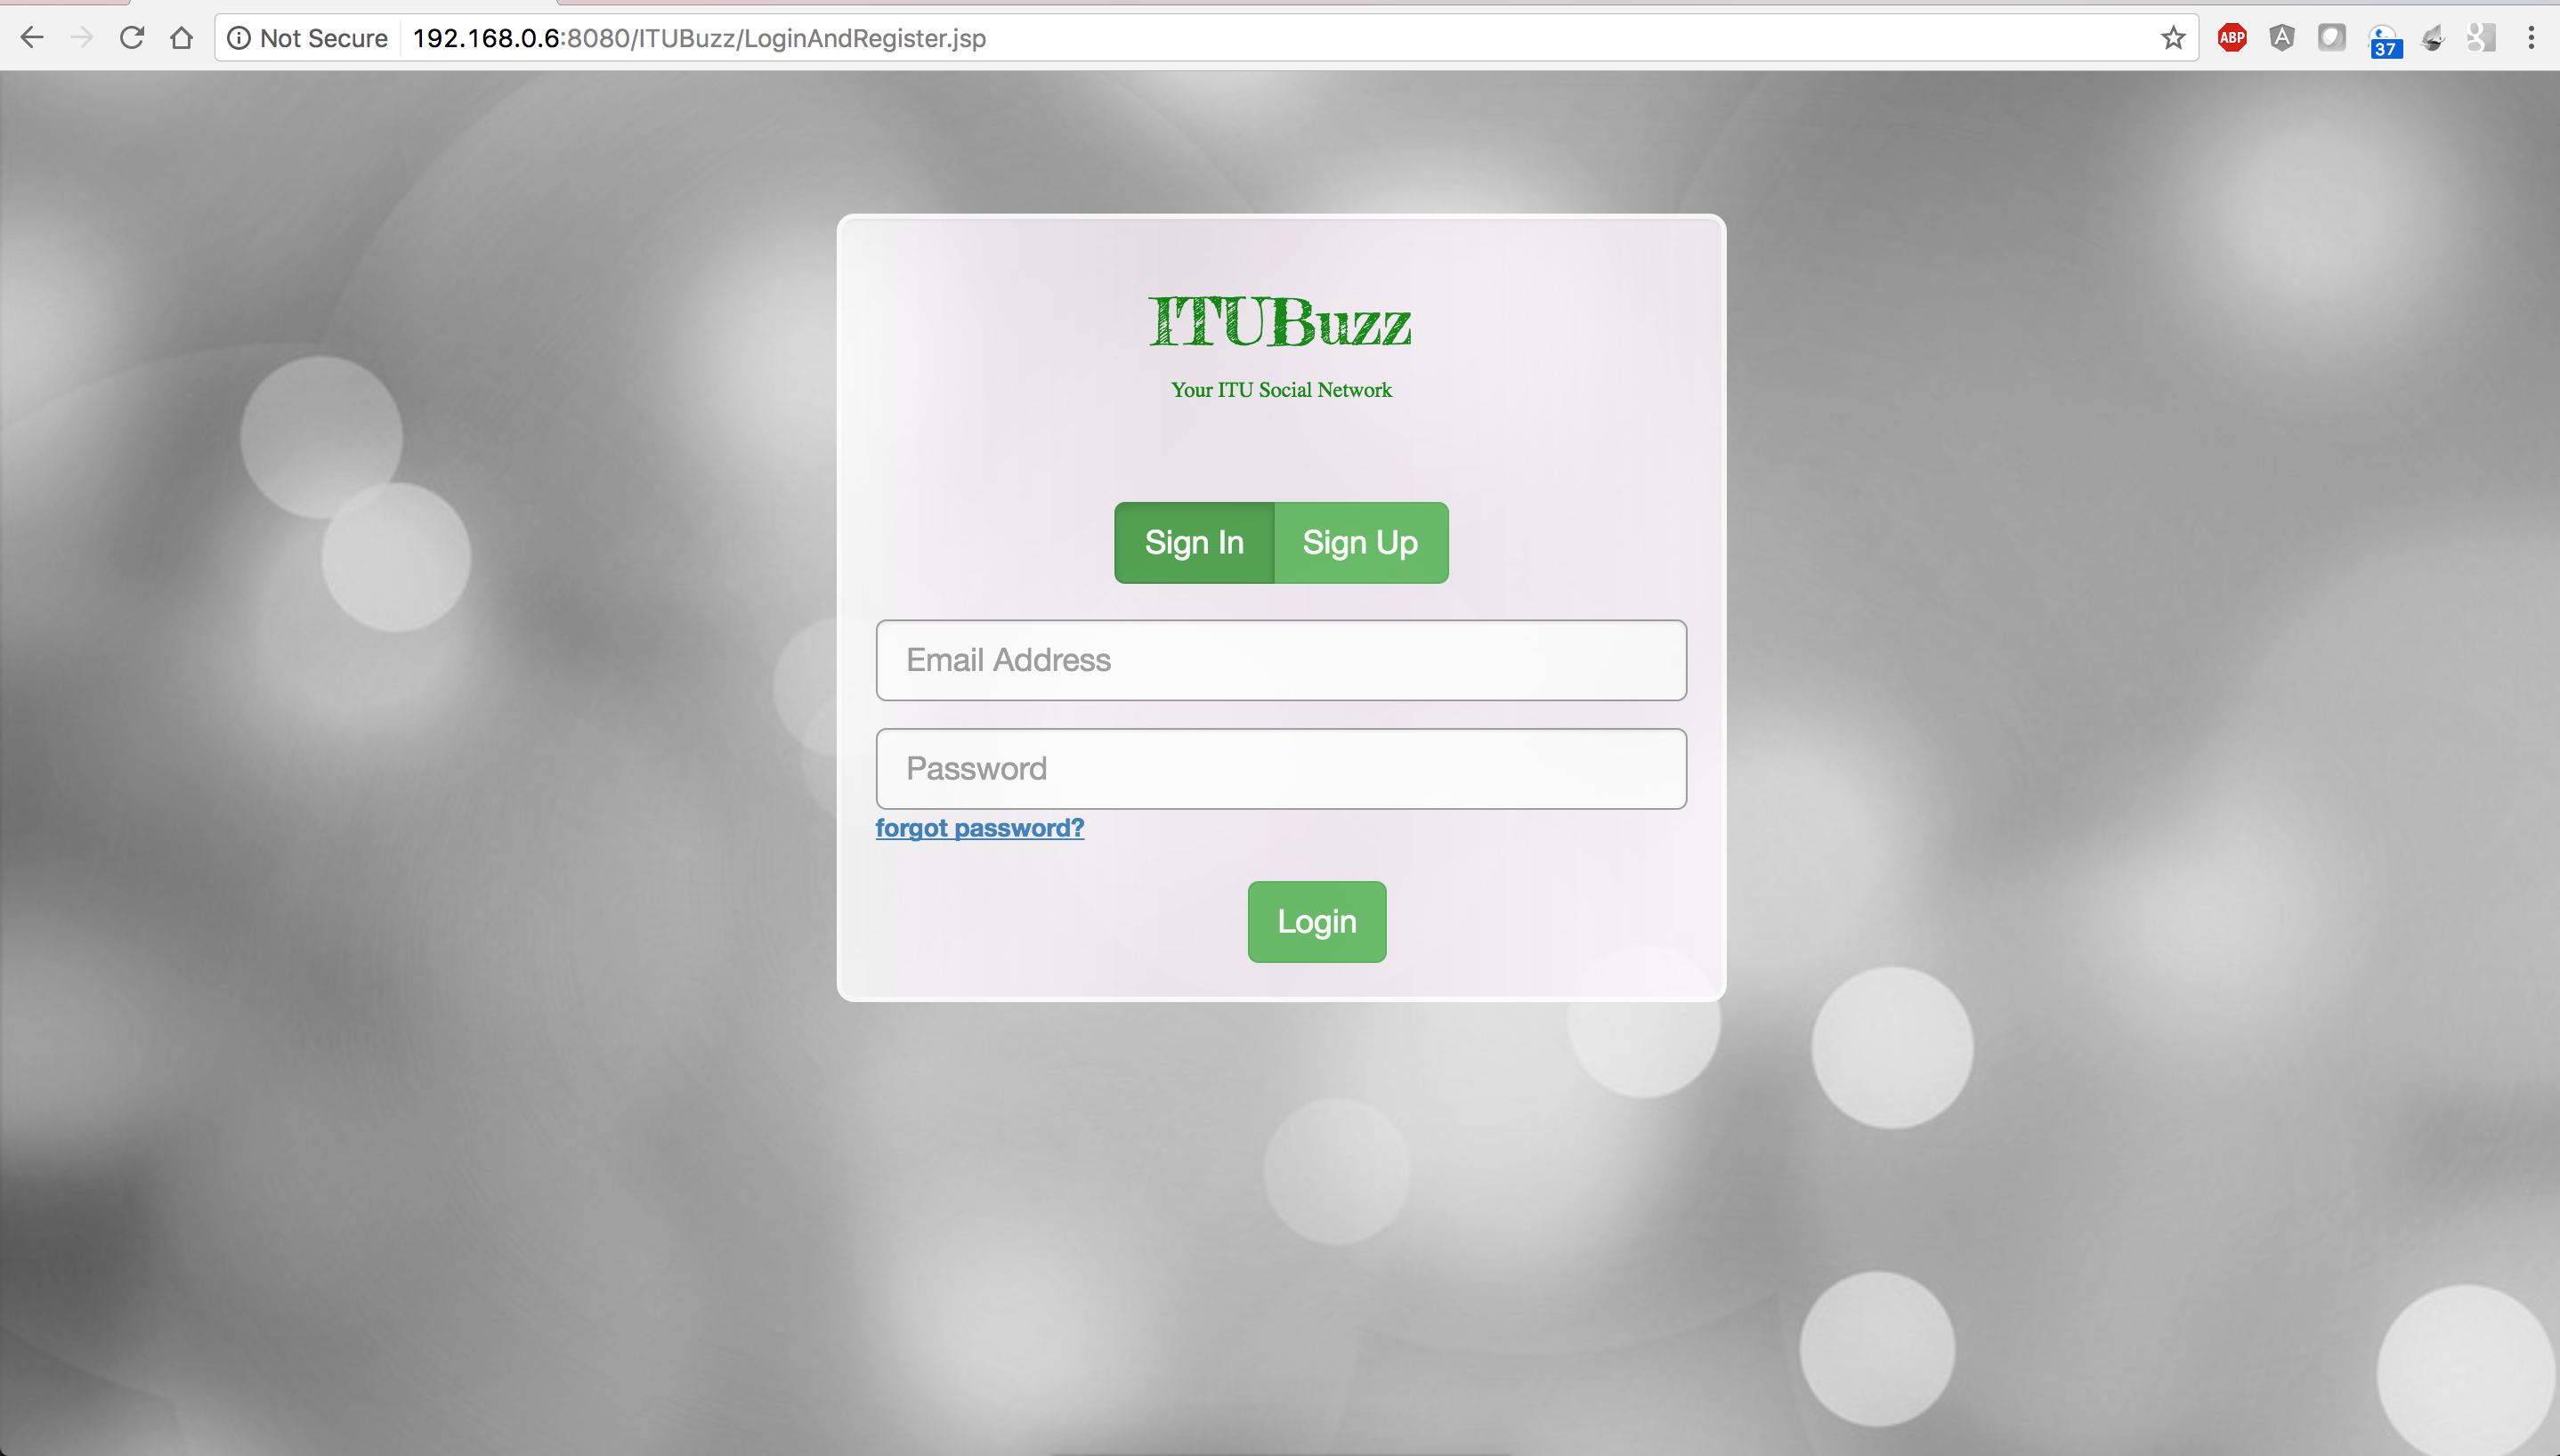 Not Secure 192.168.0.6:8080/ITUBuzz/LoginAndRegister.jsp ABP A 37 g
ITUBuzz
Your ITU Social Network
Sign In Sign Up
Email Address
Password
forgot password?
Login